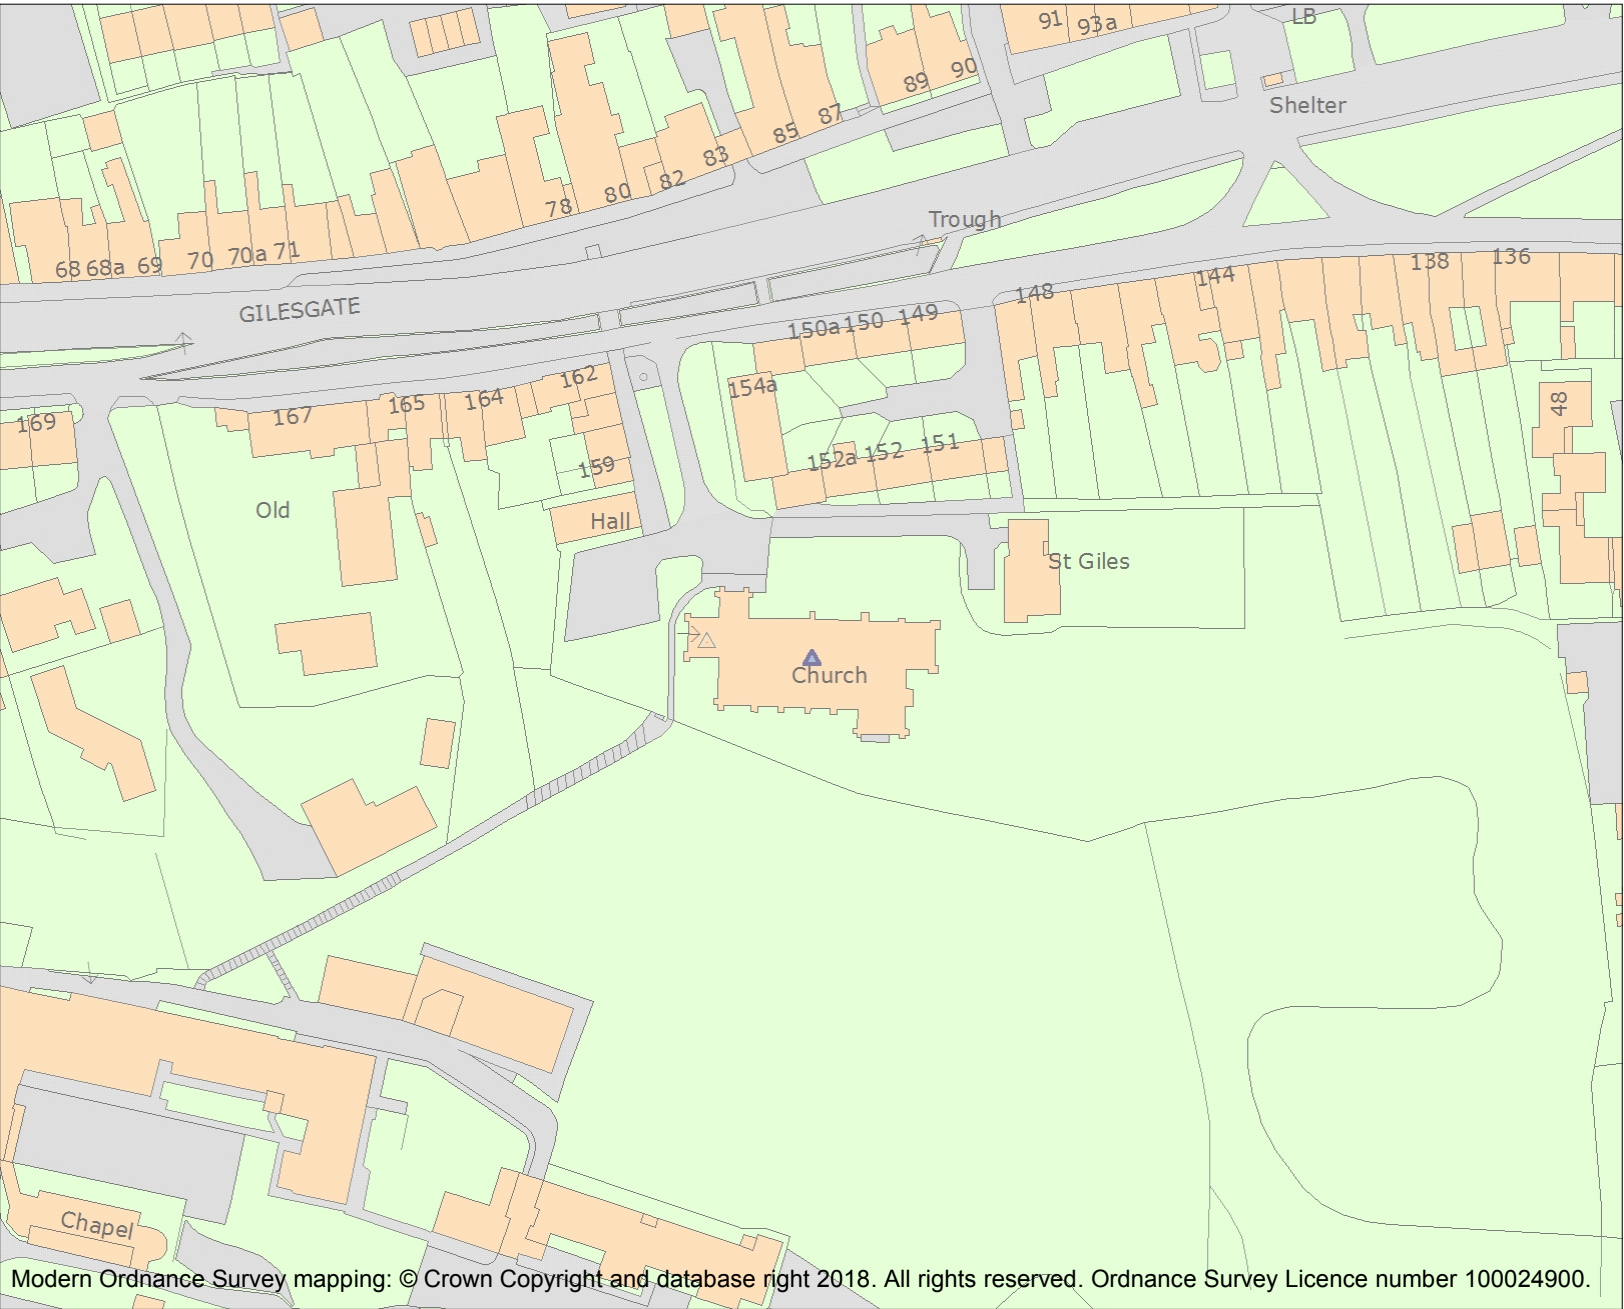 91 93a
LB
89 90
Shelter
87
85
83
82
80
78
Trough
68 68a 69 70 70a 71
138 136
144
148
GILESGATE
150a 150 149
162
154a
164
165
167
169
48
151
152
152a
159
Old
Hall
St Giles
Church
Chapel
Modern Ordnance Survey mapping: © Crown Copyright and database right 2018. All rights reserved. Ordnance Survey Licence number 100024900.